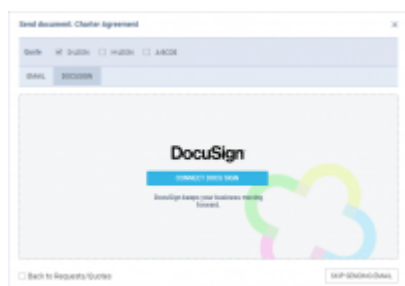 Send document. Charter Agreement
Quote
EMAIL DOCUSIGN
DocuSign
CONNECT DOCU SIGN
DocuSign keeps your business moving
forward.
Back to Requests/Quotes SKIP SENDING EMAIL